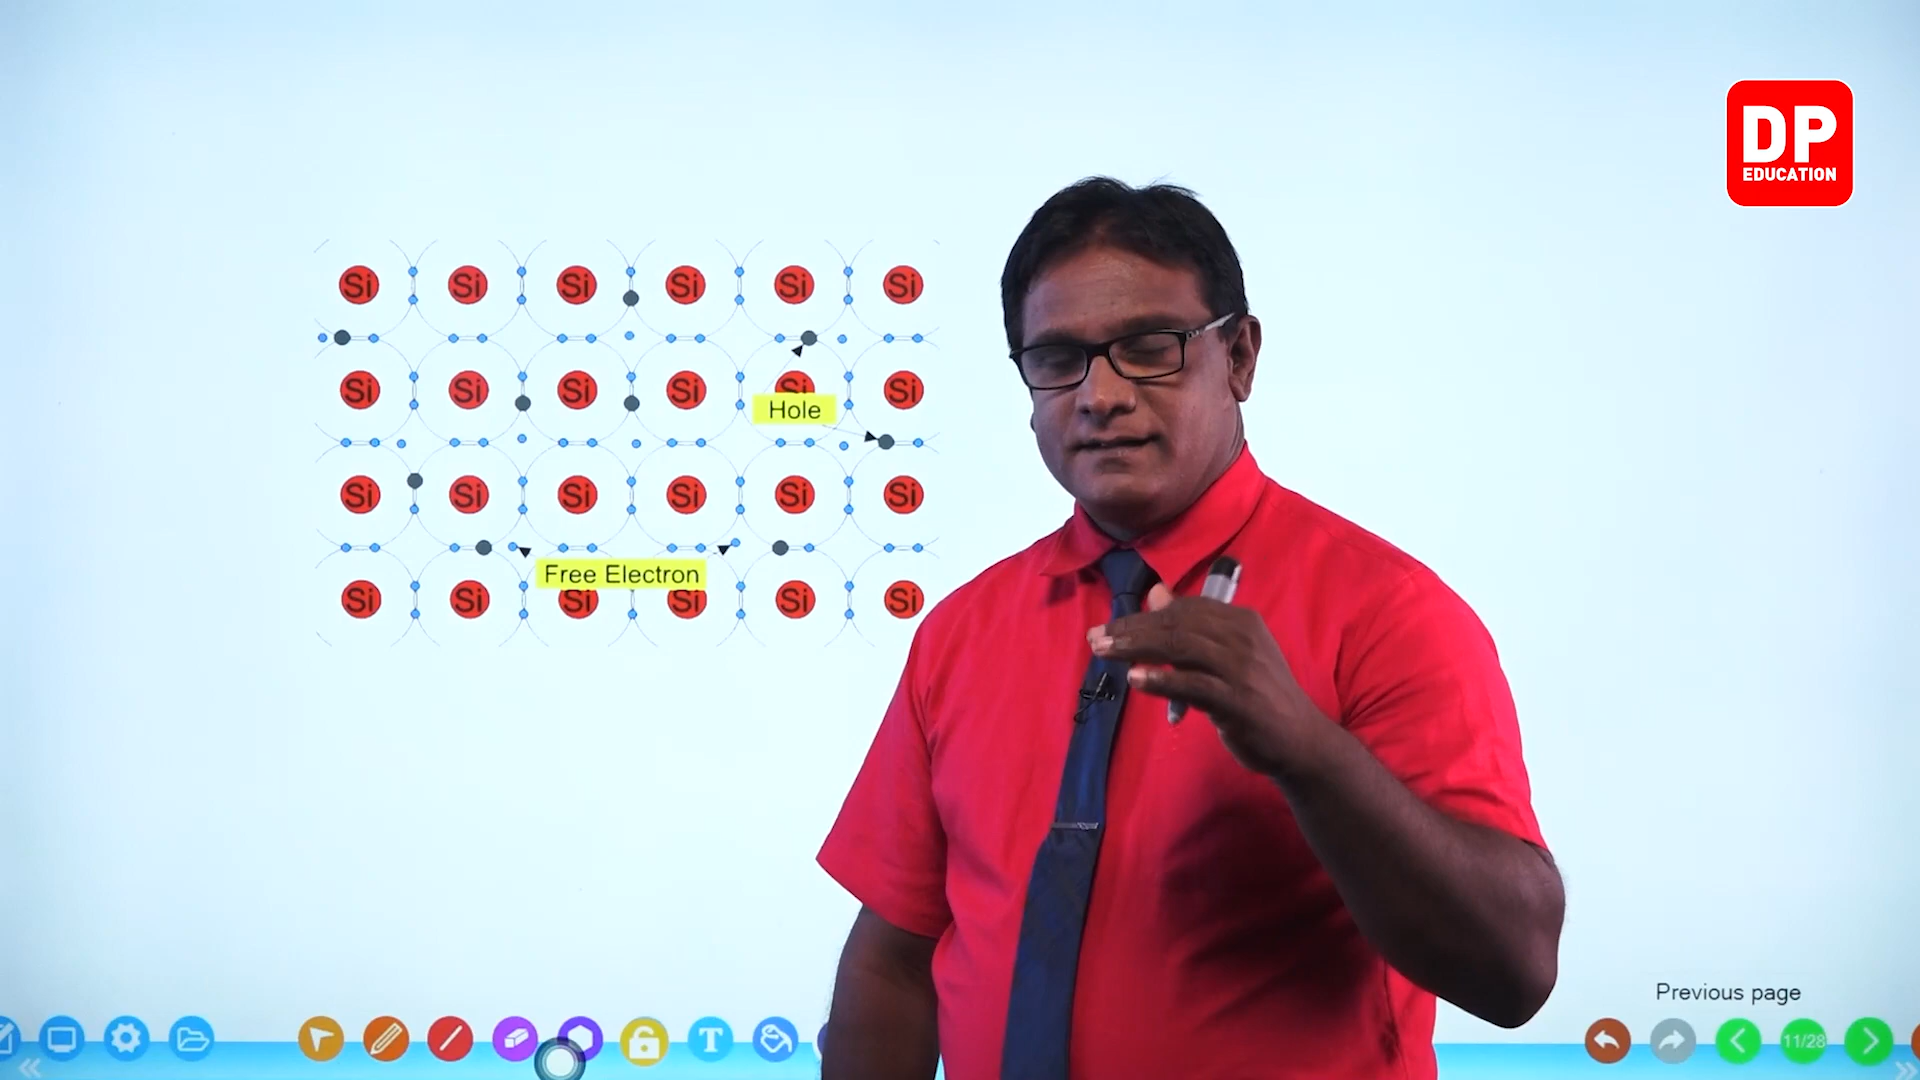 DP
EDUCATION
Si Si Si Si Si Si
Si Si Si Si Si Si
Hole
Si Si Si Si Si Si
Free Electron
Si Si Si Si Si Si
Previous page
T
11/28